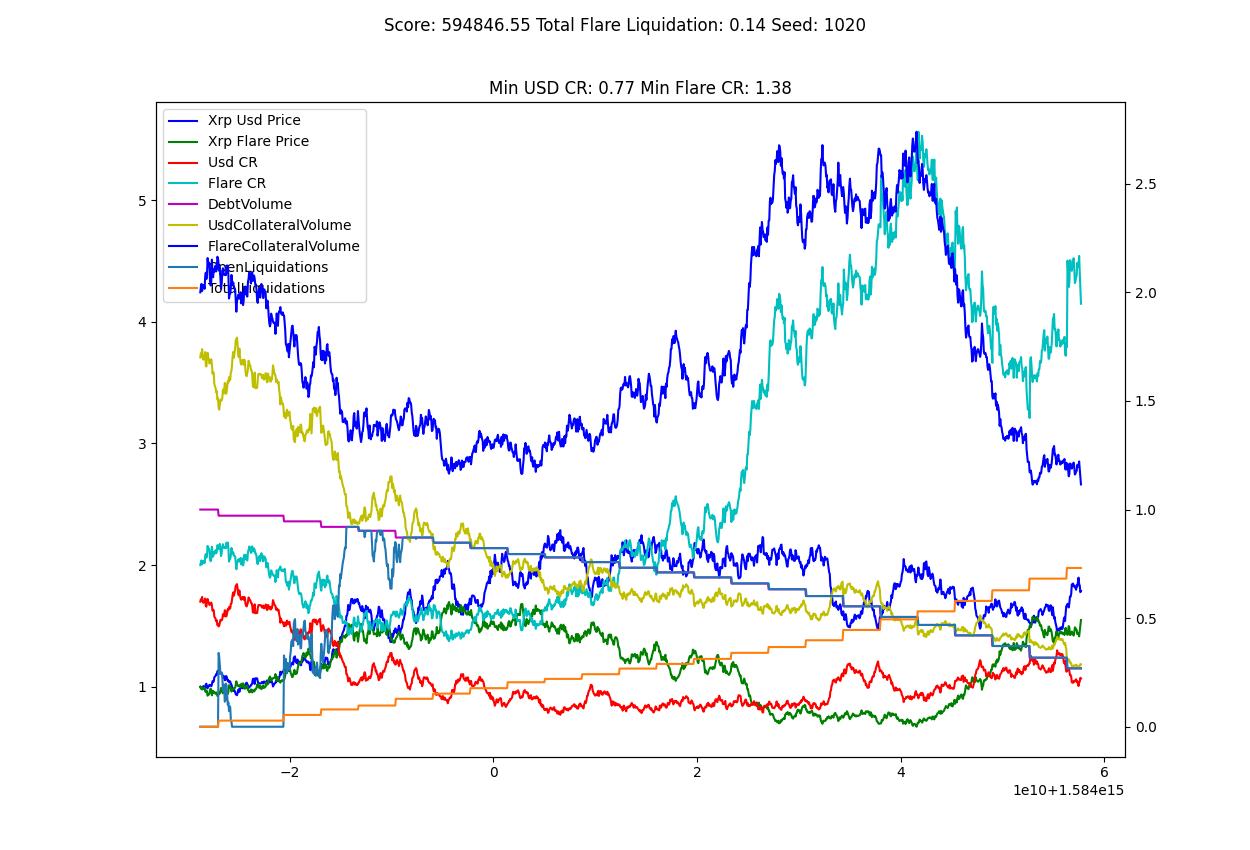 Score: 594846.55 Total Flare Liquidation: 0.14 Seed: 1020
Min USD CR: 0.77 Min Flare CR: 1.38
Xrp Usd Price
Xrp Flare Price
Usd CR
Flare CR
DebtVolume
UsdCollateralVolume
FlareCollateralVolume
OpenLiquidations
TotalLiquidations
5
4
3
2
1
2.5
2.0
1.5
1.0
0.5
0.0
−2
0
2
4
6
1e10+1.584e15